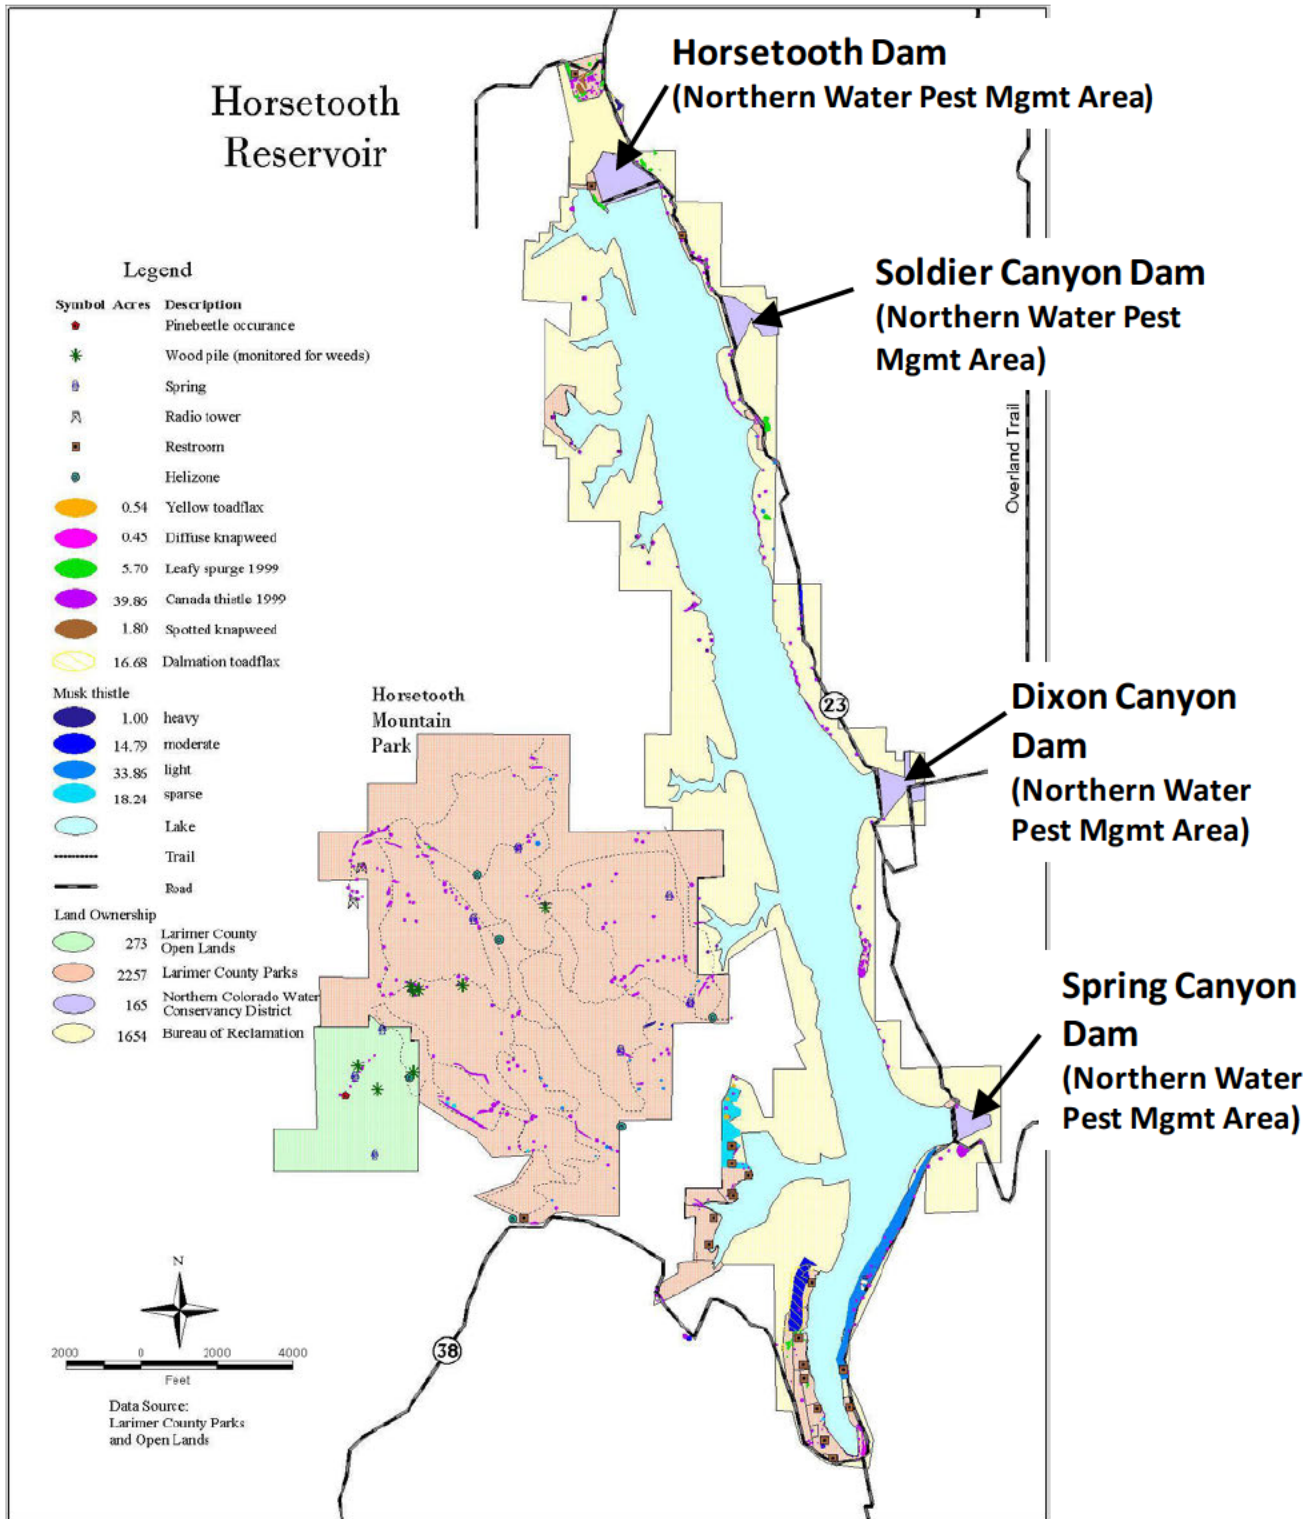 Horsetooth Dam
(Northern Water Pest Mgmt Area)
Horsetooth
Reservoir
Soldier Canyon Dam
(Northern Water Pest
Mgmt Area)
Legend
Symbol Acres Description
Pinebeetle occurance
Wood pile (monitored for weeds)
Spring
Radio tower
Restroom
Helizone
0.54 Yellow toadflax
0.45 Diffuse knapweed
5.70 Leafy spurge 1999
39.86 Canada thistle 1999
1.80 Spotted knapweed
16.68 Dalmation toadflax
Musk thistle
1.00 heavy
14.79 moderate
33.86 light
18.24 sparse
Lake
Trail
Road
Land Ownership
273 Larimer County
Open Lands
2257 Larimer County Parks
165 Northern Colorado Water
Conservancy District
1654 Bureau of Reclamation
Overland Trail
Horsetooth
Mountain
Park
23
Dixon Canyon
Dam
(Northern Water
Pest Mgmt Area)
Spring Canyon
Dam
(Northern Water
Pest Mgmt Area)
38
N
2000 0 2000 4000
Feet
Data Source:
Larimer County Parks
and Open Lands